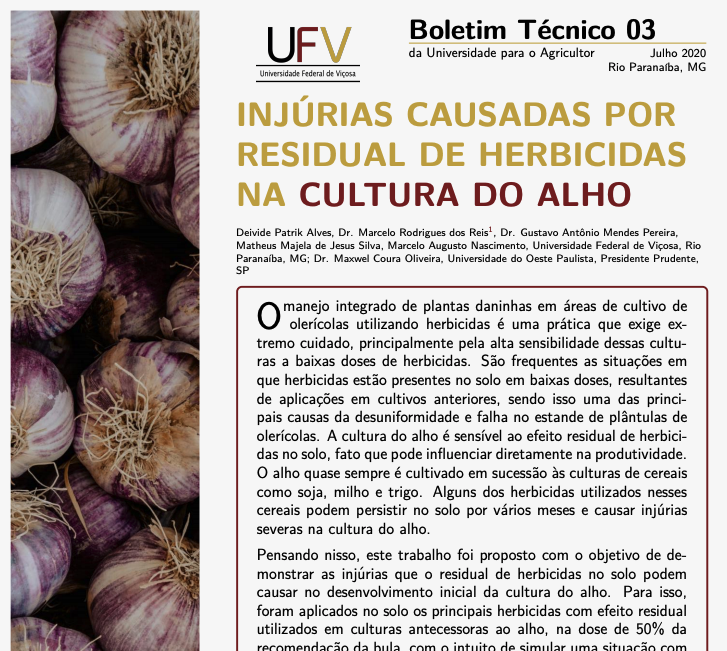 UFV
Universidade Federal de Viçosa
Boletim Técnico 03
da Universidade para o Agricultor
Julho 2020
Rio Paranaíba, MG
INJÚRIAS CAUSADAS POR
RESIDUAL DE HERBICIDAS
NA CULTURA DO ALHO
Deivide Patrik Alves, Dr. Marcelo Rodrigues dos Reis¹, Dr. Gustavo Antônio Mendes Pereira,
Matheus Majela de Jesus Silva, Marcelo Augusto Nascimento, Universidade Federal de Viçosa, Rio
Paranaíba, MG; Dr. Maxwel Coura Oliveira, Universidade do Oeste Paulista, Presidente Prudente,
SP
O manejo integrado de plantas daninhas em áreas de cultivo de
olerícolas utilizando herbicidas é uma prática que exige ex-
tremo cuidado, principalmente pela alta sensibilidade dessas cultu-
ras a baixas doses de herbicidas. São frequentes as situações em
que herbicidas estão presentes no solo em baixas doses, resultantes
de aplicações em cultivos anteriores, sendo isso uma das princi-
pais causas da desuniformidade e falha no estande de plântulas de
olerícolas. A cultura do alho é sensível ao efeito residual de herbici-
das no solo, fato que pode influenciar diretamente na produtividade.
O alho quase sempre é cultivado em sucessão às culturas de cereais
como soja, milho e trigo. Alguns dos herbicidas utilizados nesses
cereais podem persistir no solo por vários meses e causar injúrias
severas na cultura do alho.
Pensando nisso, este trabalho foi proposto com o objetivo de de-
monstrar as injúrias que o residual de herbicidas no solo podem
causar no desenvolvimento inicial da cultura do alho. Para isso,
foram aplicados no solo os principais herbicidas com efeito residual
utilizados em culturas antecessoras ao alho, na dose de 50% da
recomendação da bula, com o intuito de simular uma situação com